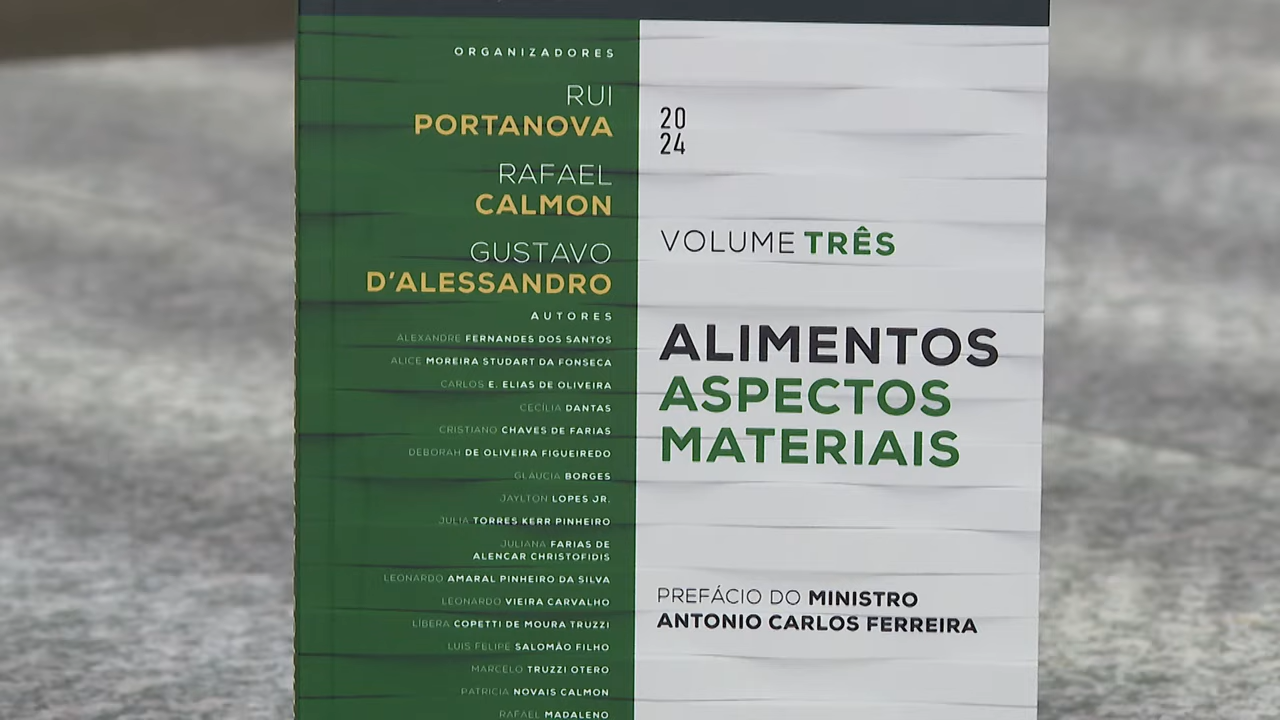 ORGANIZADORES
RUI
PORTANOVA
RAFAEL
CALMON
GUSTAVO
D'ALESSANDRO
AUTORES
ALEXANDRE FERNANDES DOS SANTOS
ALICE MOREIRA STUDART DA FONSECA
CARLOS E. ELIAS DE OLIVEIRA
CECÍLIA DANTAS
CRISTIANO CHAVES DE FARIAS
DEBORAH DE OLIVEIRA FIGUEIREDO
GLÁUCIA BORGES
JAYLTON LOPES JR.
JULIA TORRES KERR PINHEIRO
JULIANA FARIAS DE
ALENCAR CHRISTOFIDIS
LEONARDO AMARAL PINHEIRO DA SILVA
LEONARDO VIEIRA CARVALHO
LÍBERA COPETTI DE MOURA TRUZZI
LUIS FELIPE SALOMÃO FILHO
MARCELO TRUZZI OTERO
PATRICIA NOVAIS CALMON
RAFAEL MADALENO
20
24
VOLUME TRÊS
ALIMENTOS
ASPECTOS
MATERIAIS
PREFÁCIO DO MINISTRO
ANTONIO CARLOS FERREIRA